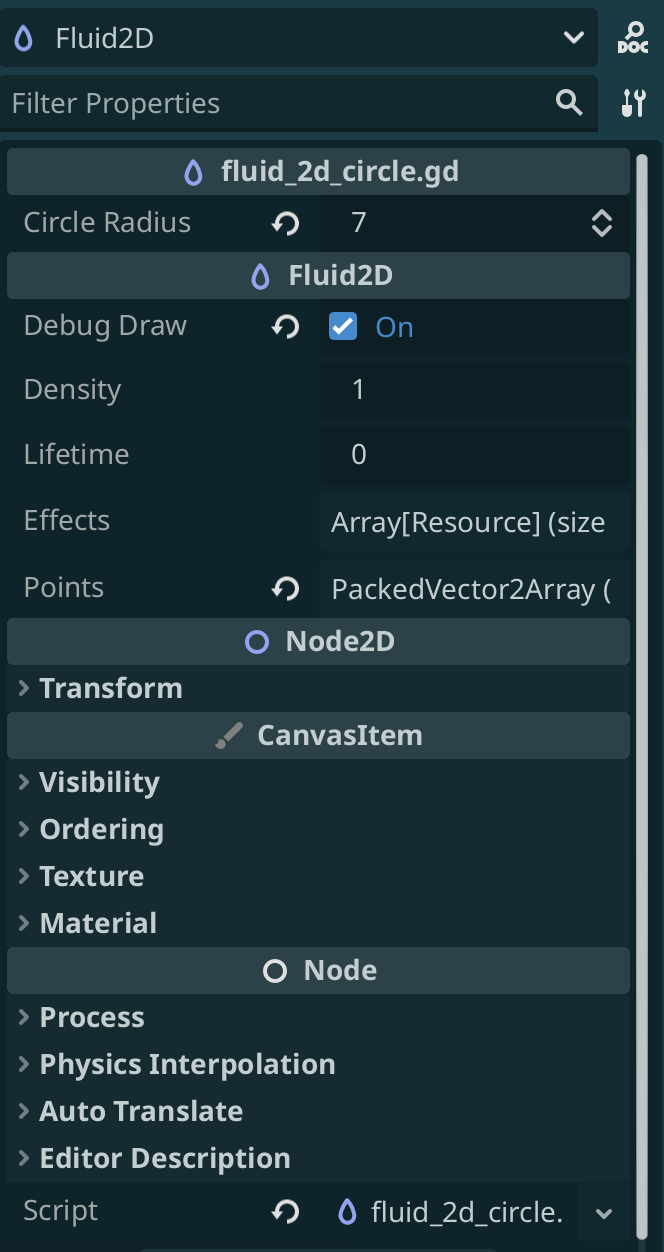 Fluid2D
DOC
Filter Properties
fluid_2d_circle.gd
Circle Radius 7
Fluid2D
Debug Draw On
Density 1
Lifetime 0
Effects Array[Resource] (size
Points PackedVector2Array (
Node2D
Transform
CanvasItem
Visibility
Ordering
Texture
Material
Node
Process
Physics Interpolation
Auto Translate
Editor Description
Script fluid_2d_circle.